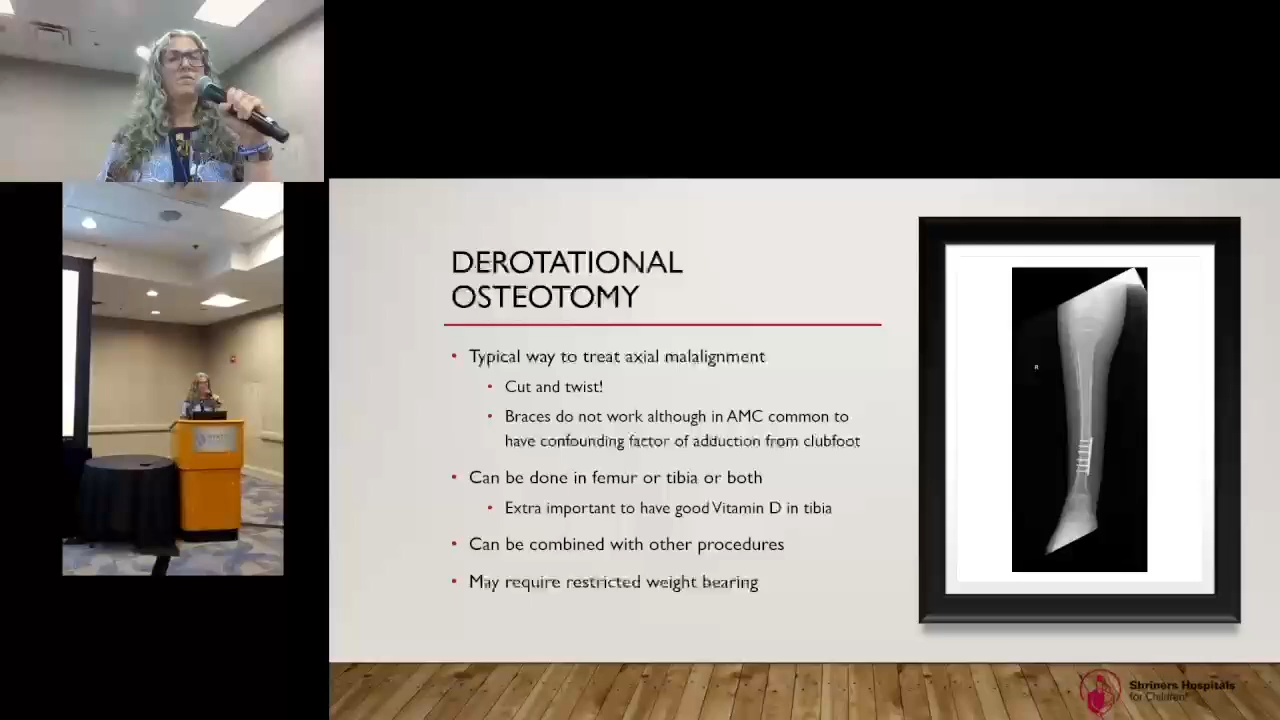 DEROTATIONAL
OSTEOTOMY
• Typical way to treat axial malalignment
• Cut and twist!
• Braces do not work although in AMC common to
have confounding factor of adduction from clubfoot
• Can be done in femur or tibia or both
• Extra important to have good Vitamin D in tibia
• Can be combined with other procedures
• May require restricted weight bearing
R
Shriners Hospitals
for Children